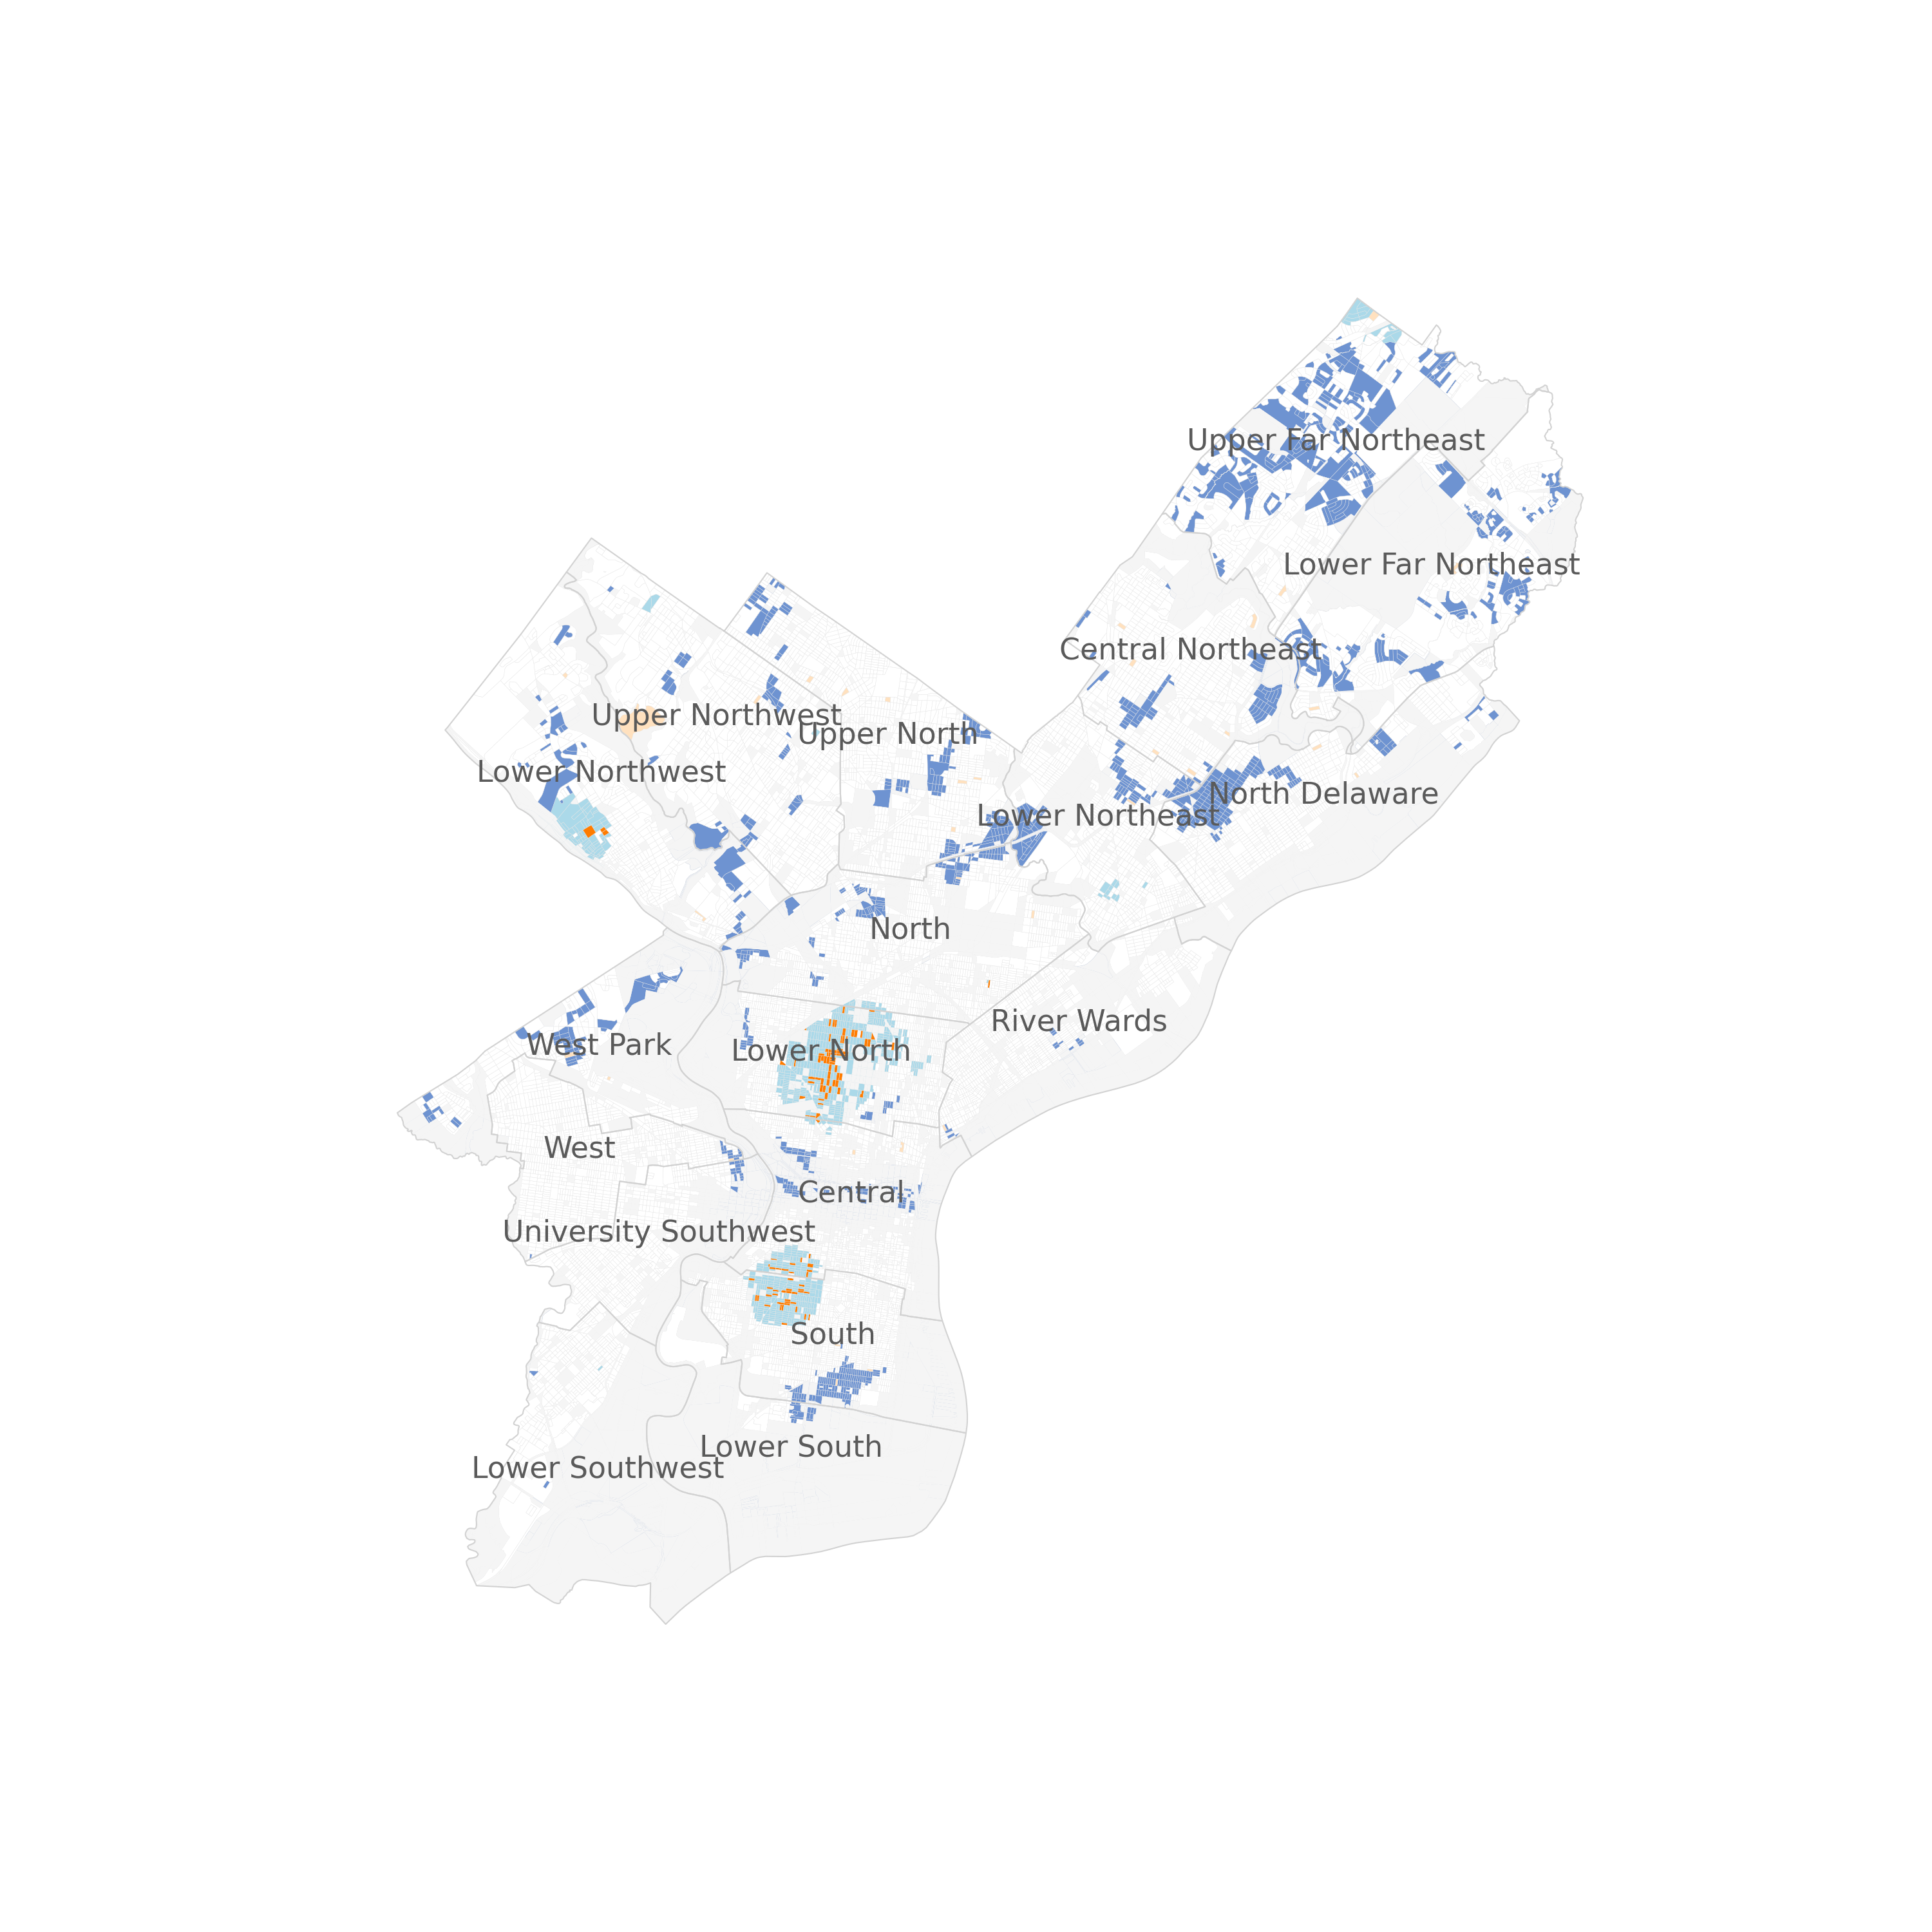 Upper Far Northeast
Lower Far Northeast
Central Northeast
Upper Northwest
Upper North
Lower Northwest
North Delaware
Lower Northeast
North
River Wards
West Park
Lower North
West
Central
University Southwest
South
Lower South
Lower Southwest